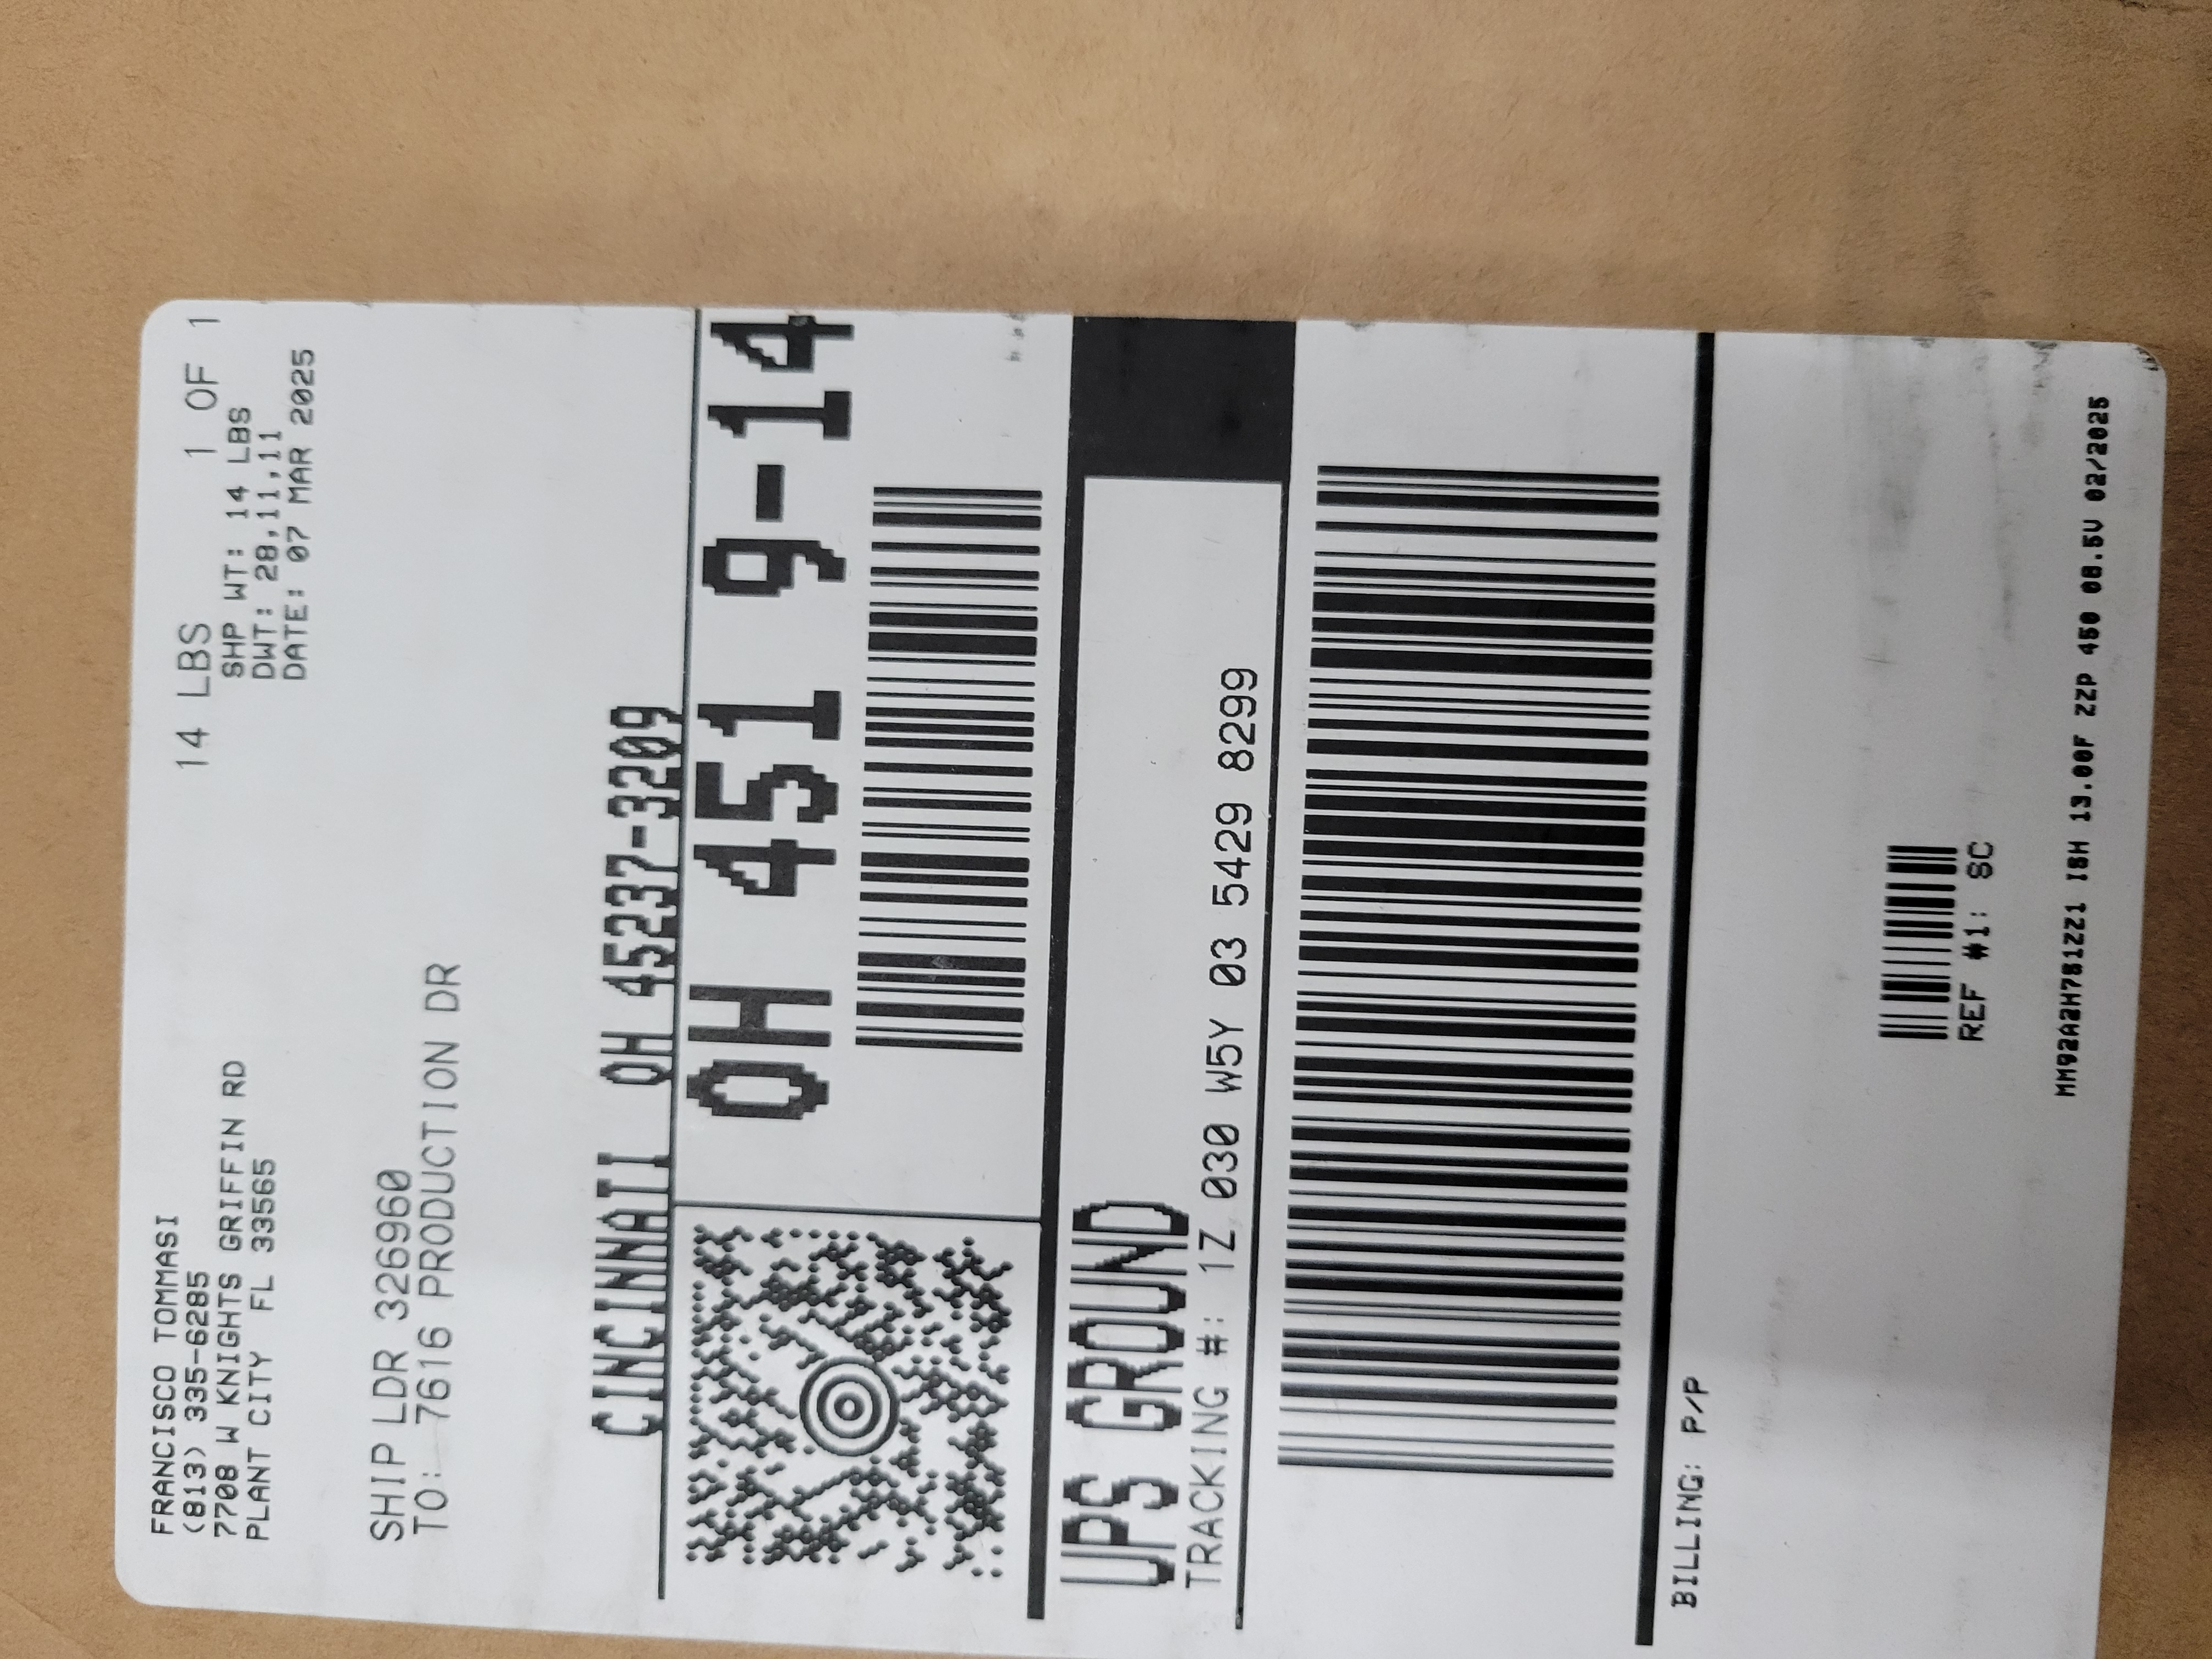 FRANCISCO TOMMASI
(813) 335-6285
7708 W KNIGHTS GRIFFIN RD
PLANT CITY FL 33565
14 LBS 1 OF 1
SHP WT: 14 LBS
DWT: 28,11,11
DATE: 07 MAR 2025
SHIP LDR 326960
TO: 7616 PRODUCTION DR
CINCINNATI OH 45237-3209
OH 451 9-14
UPS GROUND
TRACKING #: 1Z 030 W5Y 03 5429 8299
BILLING: P/P
REF #1: SC
MM92A2H781ZZ1 ISH 13.00F ZZP 450 08.5U 02/2025